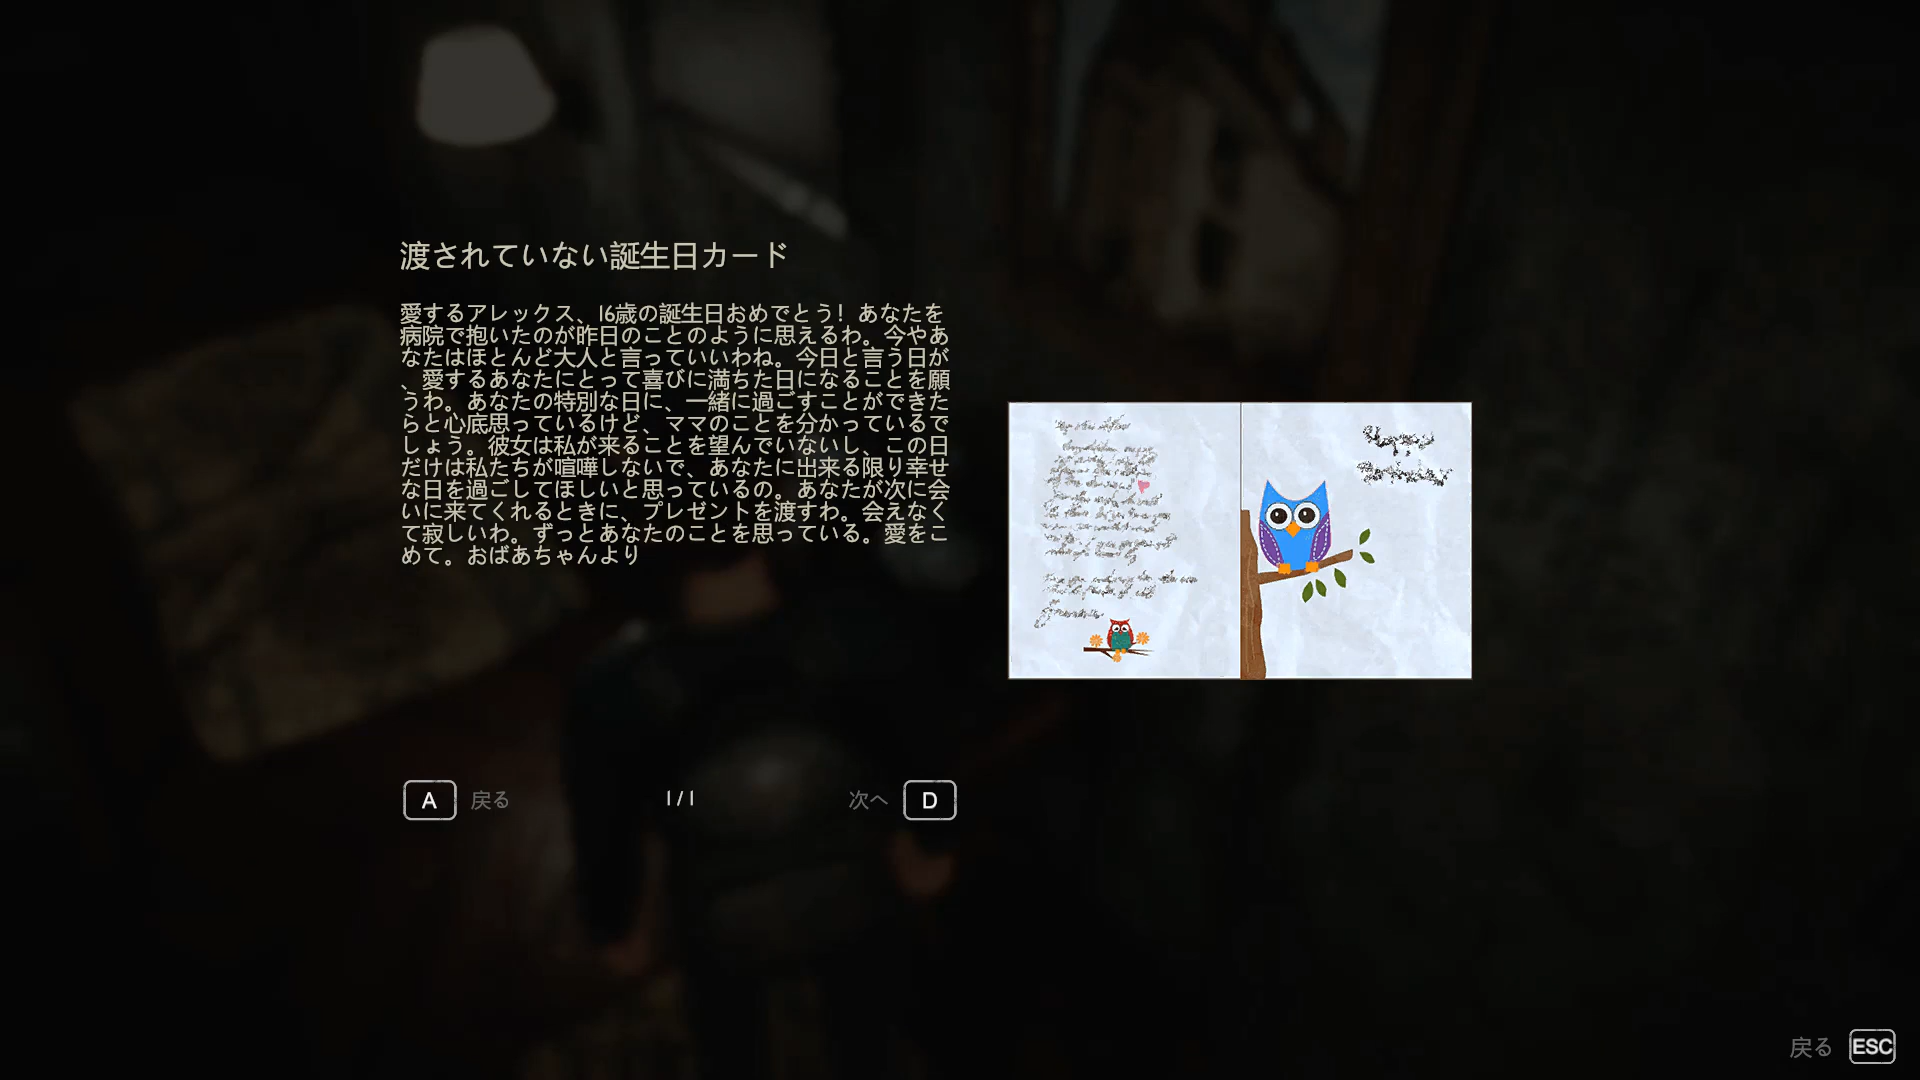 渡されていない誕生日カード
愛するアレックス、16歳の誕生日おめでとう！あなたを
病院で抱いたのが昨日のことのように思えるわ。今やあ
なたはほとんど大人と言っていいわね。今日と言う日が
、愛するあなたにとって喜びに満ちた日になることを願
うわ。あなたの特別な日に、一緒に過ごすことができた
らと心底思っているけど、ママのことを分かっているで
しょう。彼女は私が来ることを望んでいないし、この日
だけは私たちが喧嘩しないで、あなたに出来る限り幸せ
な日を過ごしてほしいと思っているの。あなたが次に会
いに来てくれるときに、プレゼントを渡すわ。会えなく
て寂しいわ。ずっとあなたのことを思っている。愛をこ
めて。おばあちゃんより
A 戻る 1/1 次へ D
戻る ESC